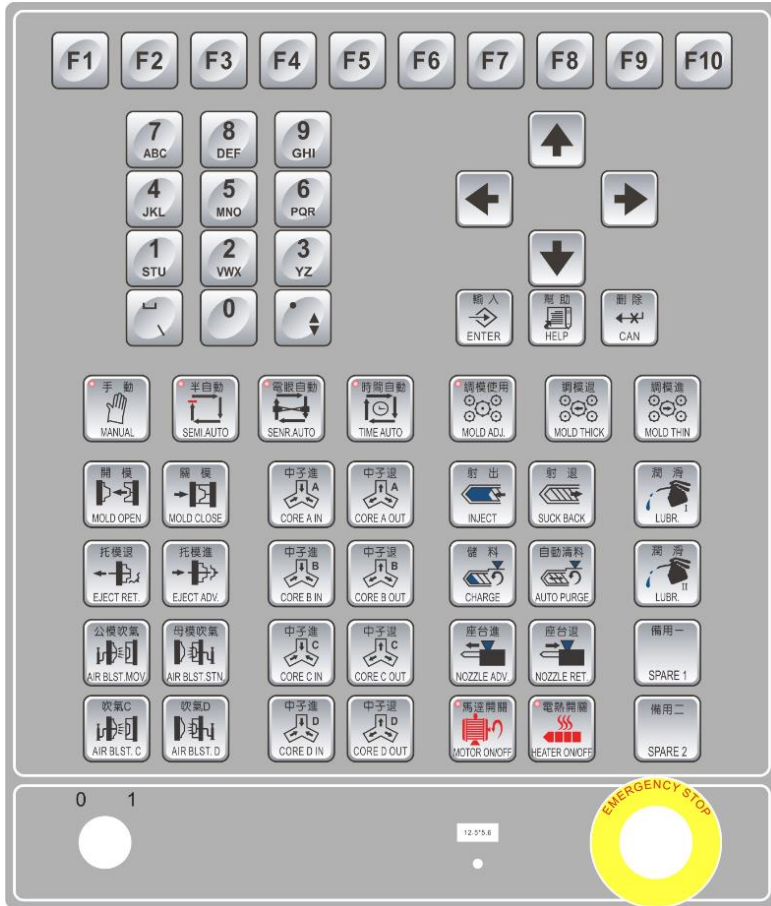 F1 F2 F3 F4 F5 F6 F7 F8 F9 F10
7 8 9
ABC DEF GHI
4 5 6
JKL MNO PQR
1 2 3
STU VWX YZ
0
輸入 幫助 刪除
ENTER HELP CAN
手動 半自動 電眼自動 時間自動 調模使用 調模退 調模進
MANUAL SEMI.AUTO SENR.AUTO TIME AUTO MOLD ADJ. MOLD THICK MOLD THIN
開模 關模 中子進 中子退 射出 射退 潤滑
A A I
MOLD OPEN MOLD CLOSE CORE A IN CORE A OUT INJECT SUCK BACK LUBR.
托模退 托模進 中子進 中子退 儲料 自動清料 潤滑
B B II
EJECT RET. EJECT ADV. CORE B IN CORE B OUT CHARGE AUTO PURGE LUBR.
公模吹氣 母模吹氣 中子進 中子退 座台進 座台退 備用一
C C
AIR BLST.MOV. AIR BLST.STN. CORE C IN CORE C OUT NOZZLE ADV. NOZZLE RET. SPARE 1
吹氣C 吹氣D 中子進 中子退 馬達開關 電熱開關 備用二
D D
AIR BLST. C AIR BLST. D CORE D IN CORE D OUT MOTOR ON/OFF HEATER ON/OFF SPARE 2
0 1
12-5*5.6
EMERGENCY STOP